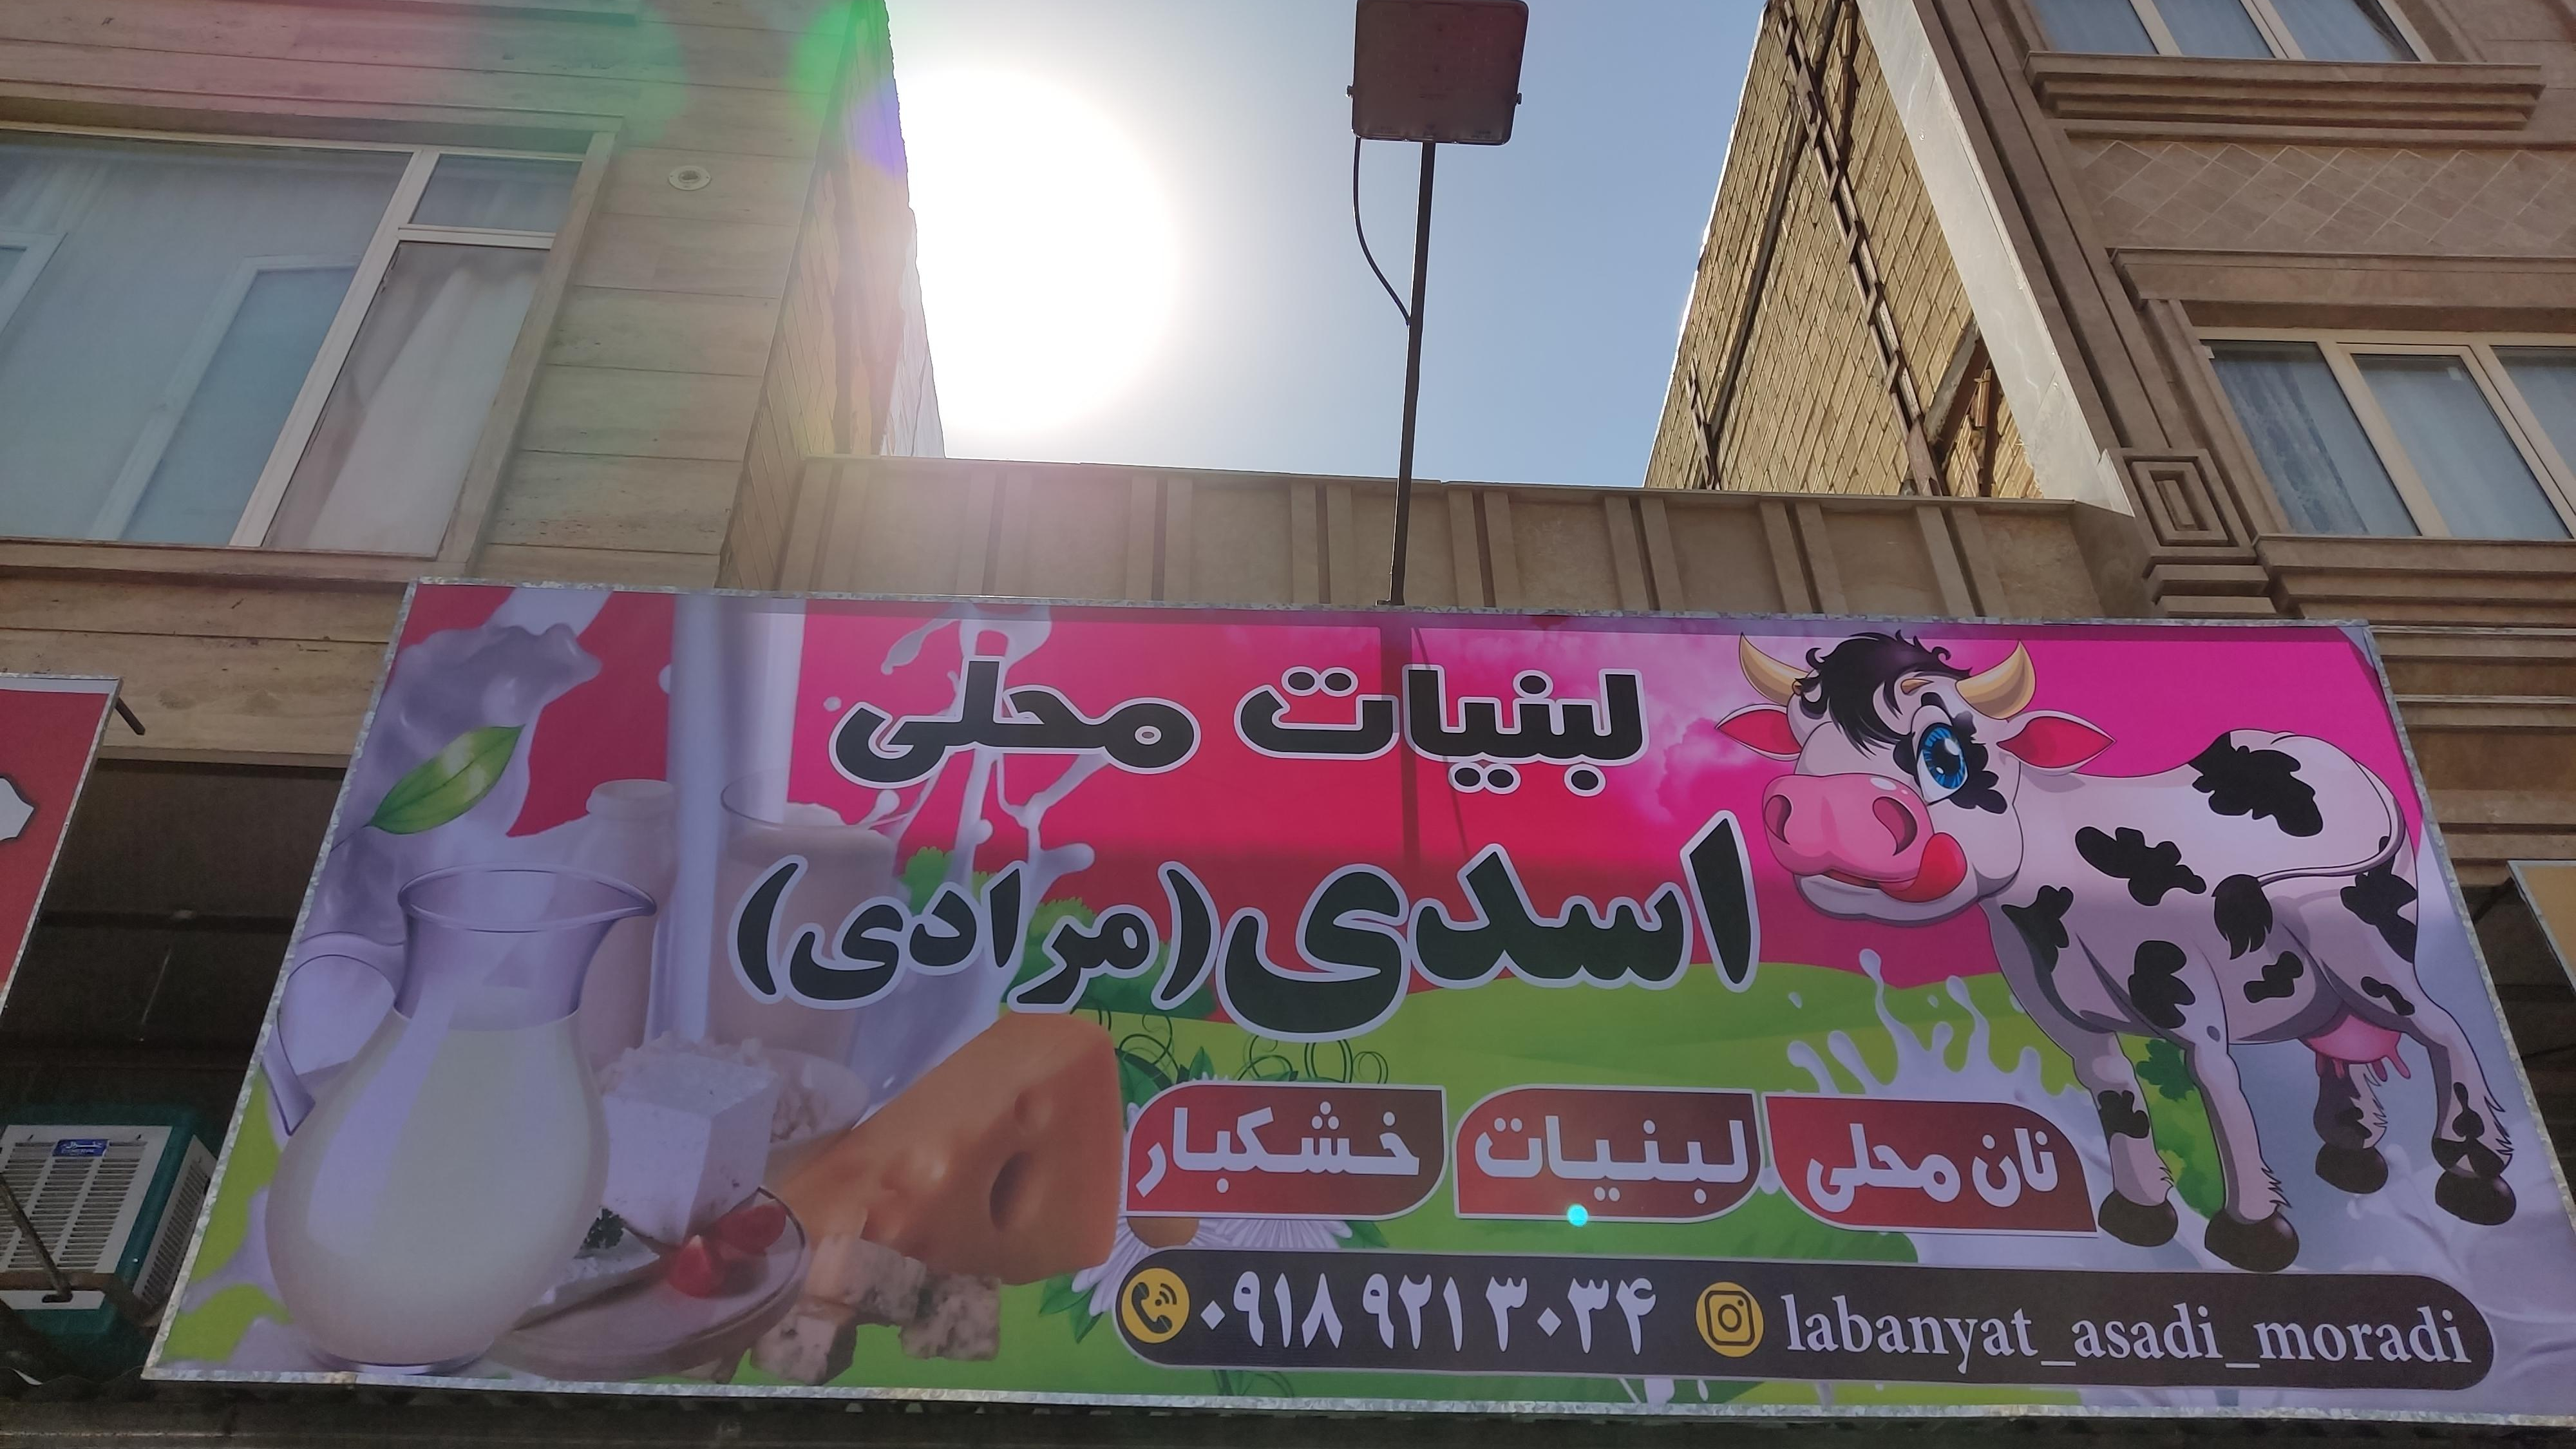 لبنیات محلی
اسدی (مرادی)
نان محلی
لبنیات
خشکبار
۰۹۱۸ ۹۲۱ ۳۰۳۴
labanyat_asadi_moradi